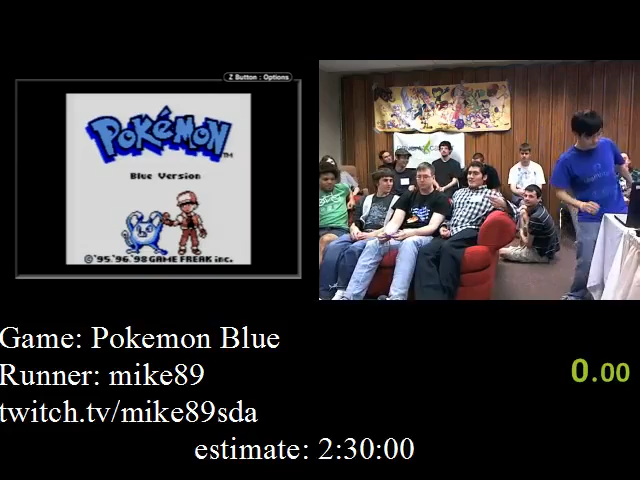 Z Button : Options
POKéMON
TM
Blue Version
©'95.'96.'98 GAME FREAK inc.
Game: Pokemon Blue
Runner: mike89
twitch.tv/mike89sda
estimate: 2:30:00
0.00